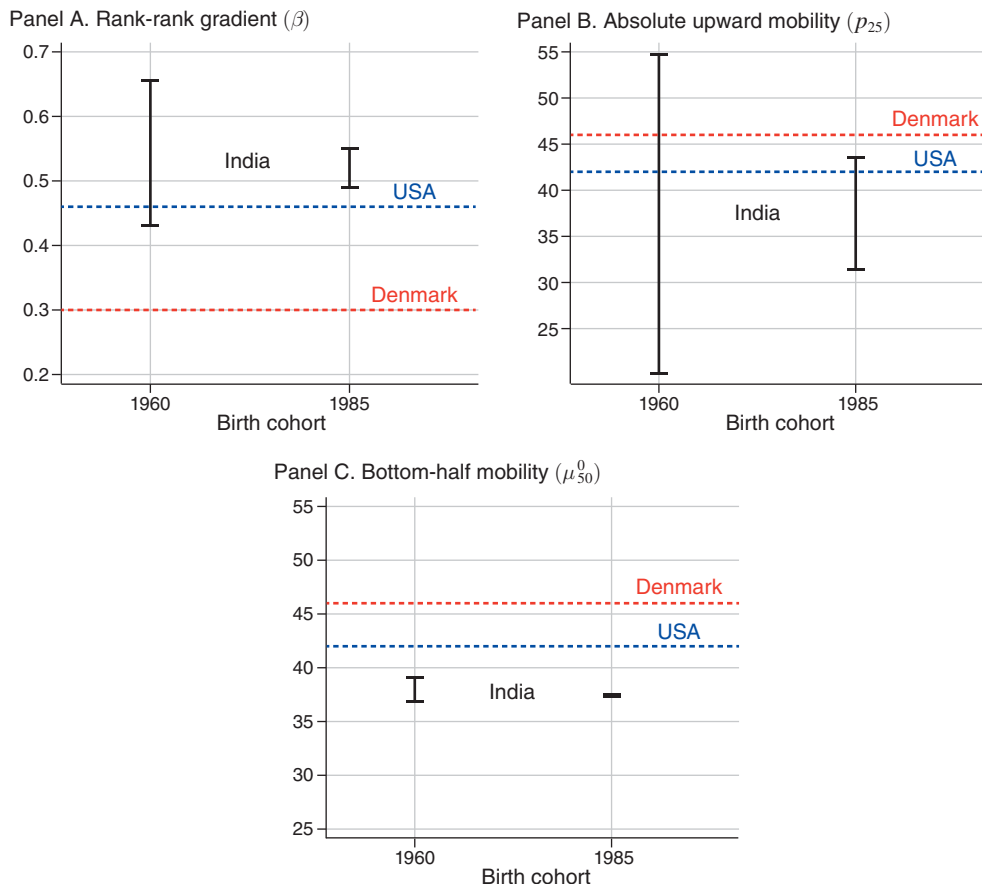 Panel A. Rank-rank gradient (β)
0.7
0.6
0.5
0.4
0.3
0.2
India
USA
Denmark
1960
1985
Birth cohort
Panel B. Absolute upward mobility (p25)
55
50
45
40
35
30
25
Denmark
USA
India
1960
1985
Birth cohort
Panel C. Bottom-half mobility (μ⁰₅₀)
55
50
45
40
35
30
25
Denmark
USA
India
1960
1985
Birth cohort